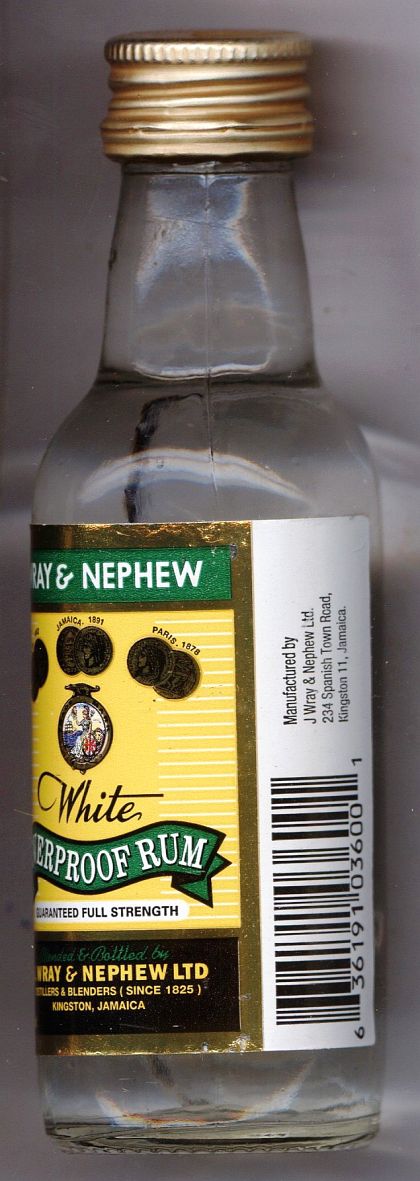 RAY & NEPHEW
JAMAICA. 1891
PARIS. 1878
White
ERPROOF RUM
UARANTEED FULL STRENGTH
Blended & Bottled by
WRAY & NEPHEW LTD
TILLERS & BLENDERS ( SINCE 1825 )
KINGSTON, JAMAICA
Manufactured by
J Wray & Nephew Ltd.
234 Spanish Town Road,
Kingston 11, Jamaica.
6 36191 03600 1